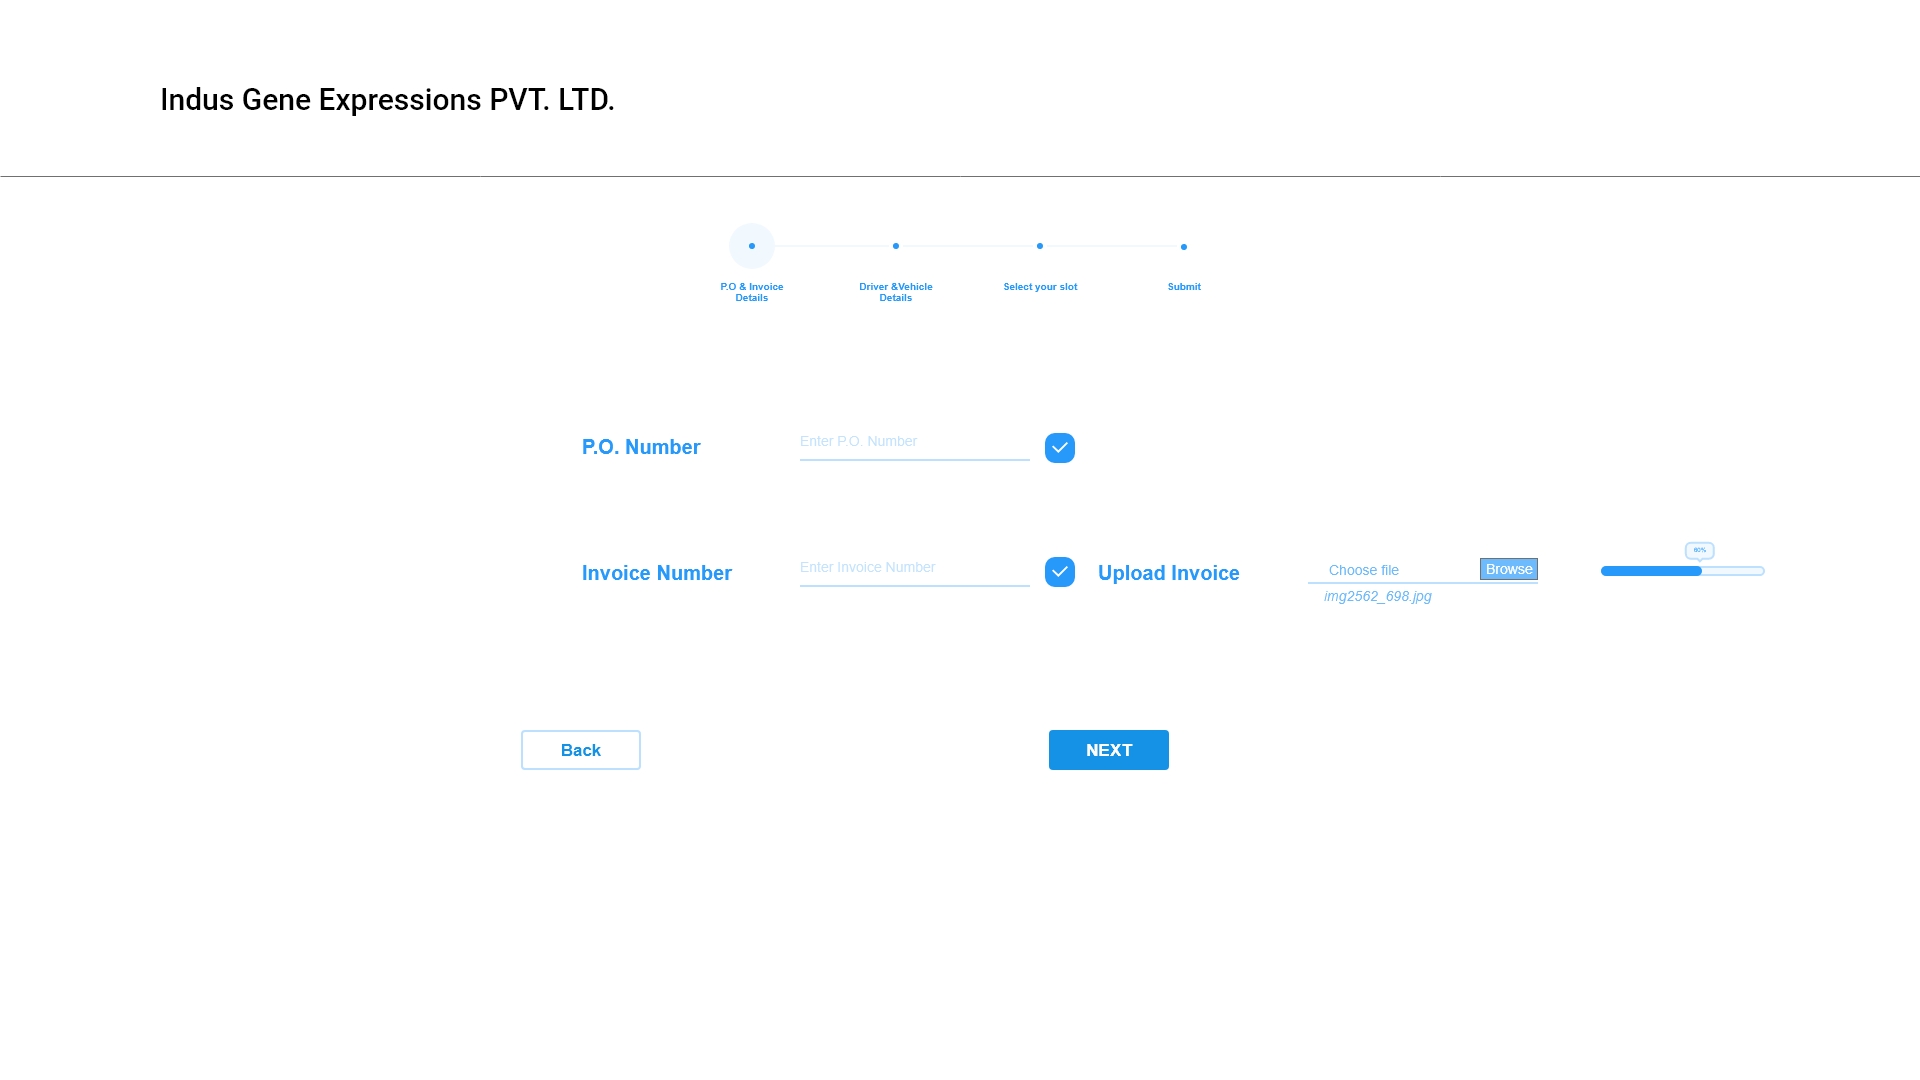 Indus Gene Expressions PVT. LTD.
P.O & Invoice
Details
Driver &Vehicle
Details
Select your slot
Submit
P.O. Number
Enter P.O. Number
Invoice Number
Enter Invoice Number
Upload Invoice
Choose file
Browse
60%
img2562_698.jpg
Back
NEXT